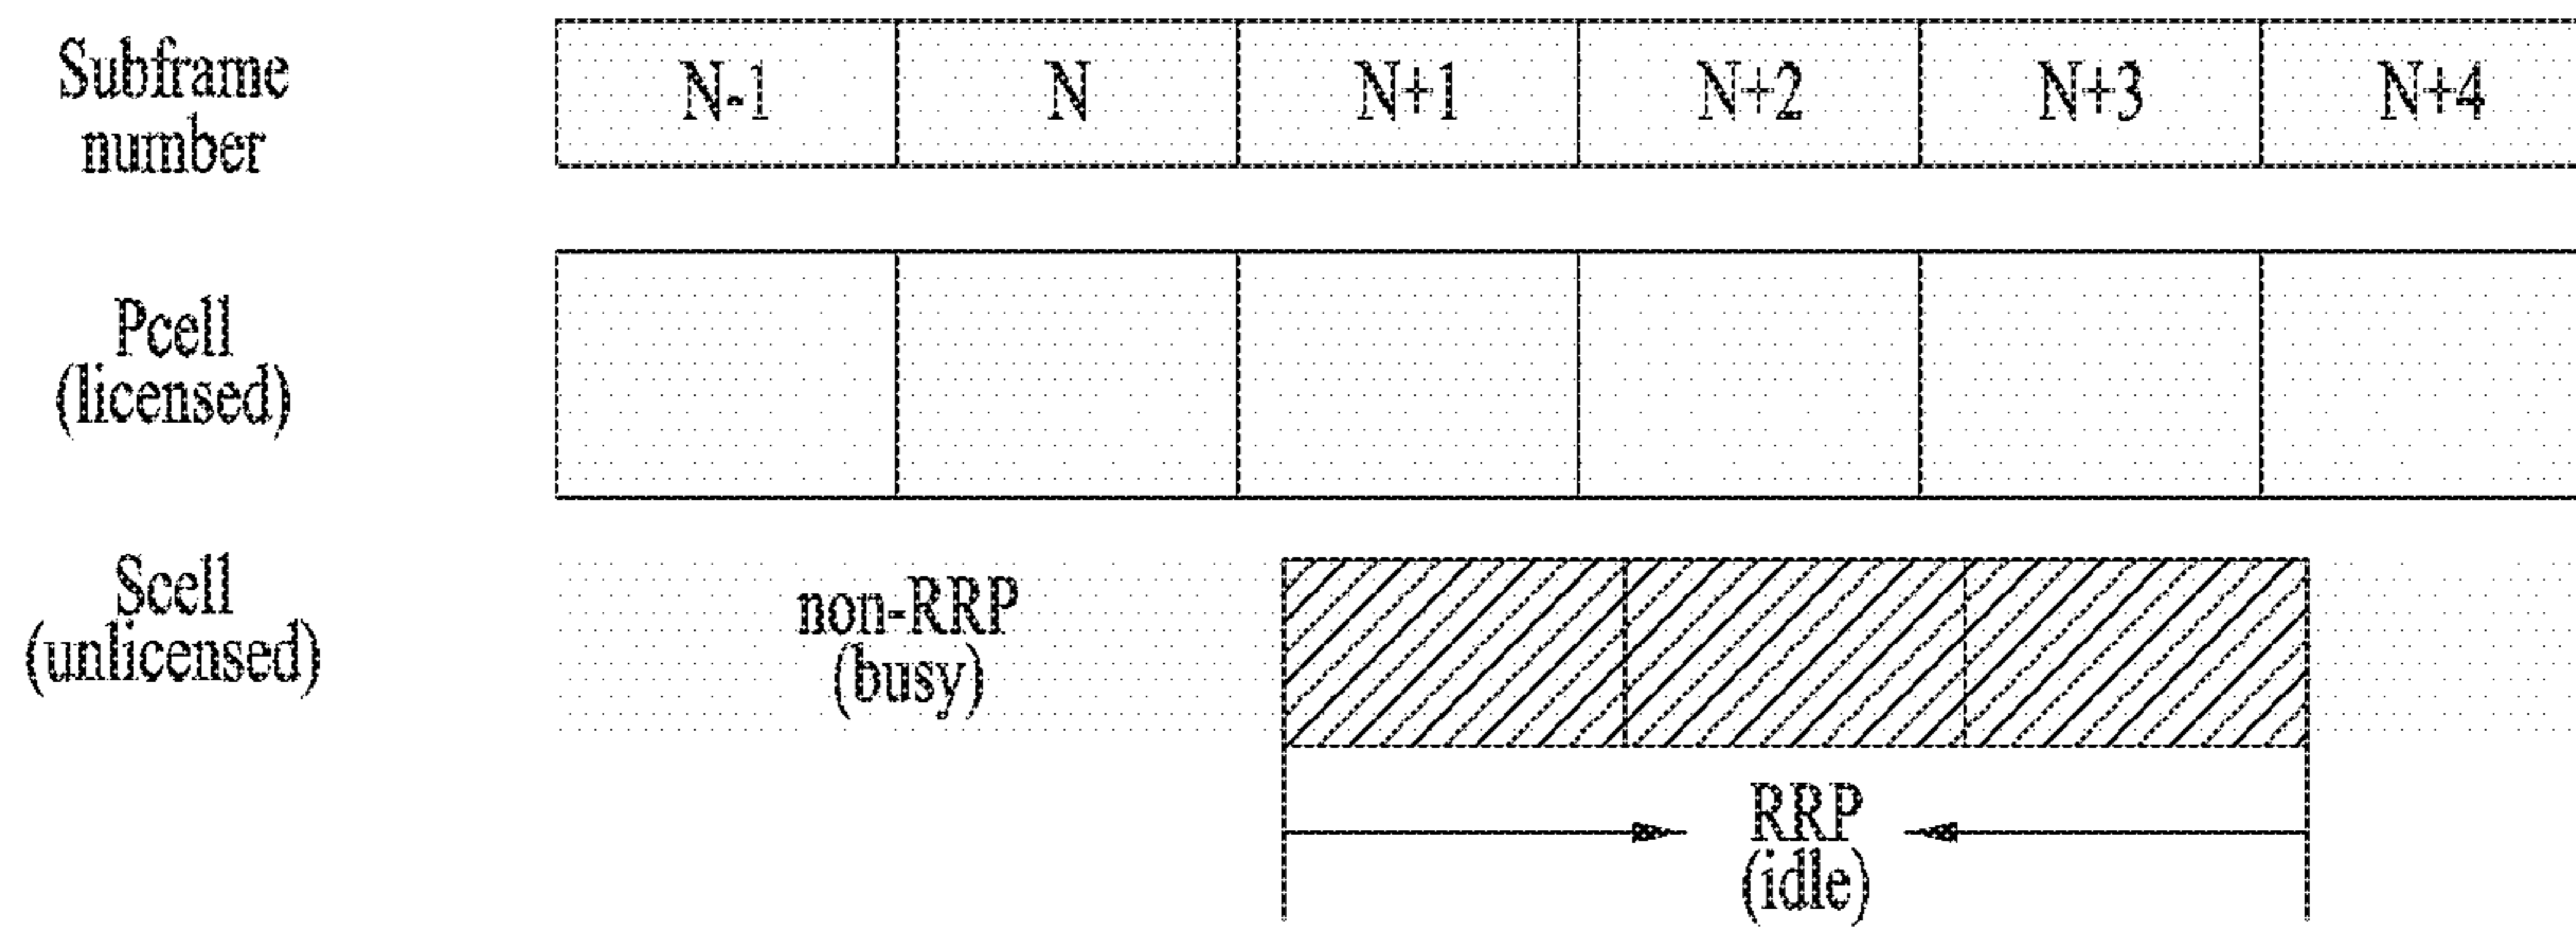 Subframe
number
N-1
N
N+1
N+2
N+3
N+4
Pcell
(licensed)
Scell
(unlicensed)
non-RRP
(busy)
RRP
(idle)